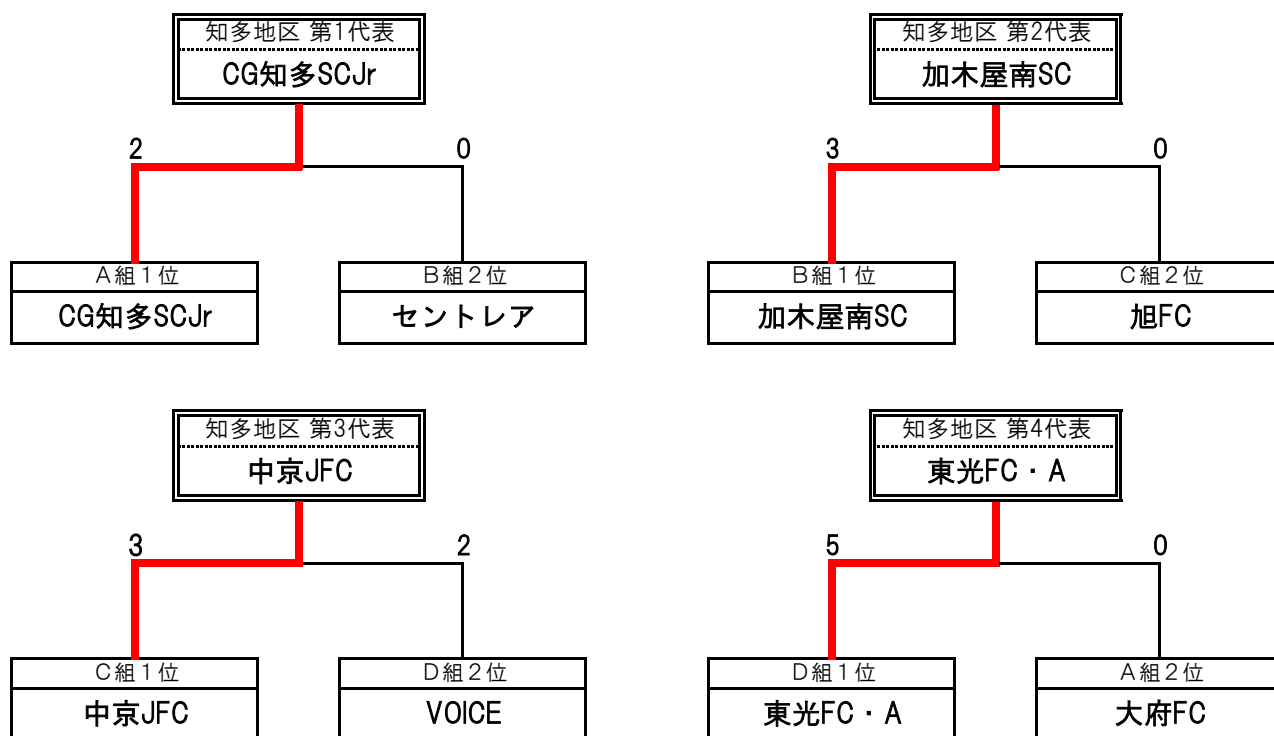 知多地区 第1代表
CG知多SCJr
2
0
A組1位
CG知多SCJr
B組2位
セントレア
知多地区 第2代表
加木屋南SC
3
0
B組1位
加木屋南SC
C組2位
旭FC
知多地区 第3代表
中京JFC
3
2
C組1位
中京JFC
D組2位
VOICE
知多地区 第4代表
東光FC・A
5
0
D組1位
東光FC・A
A組2位
大府FC